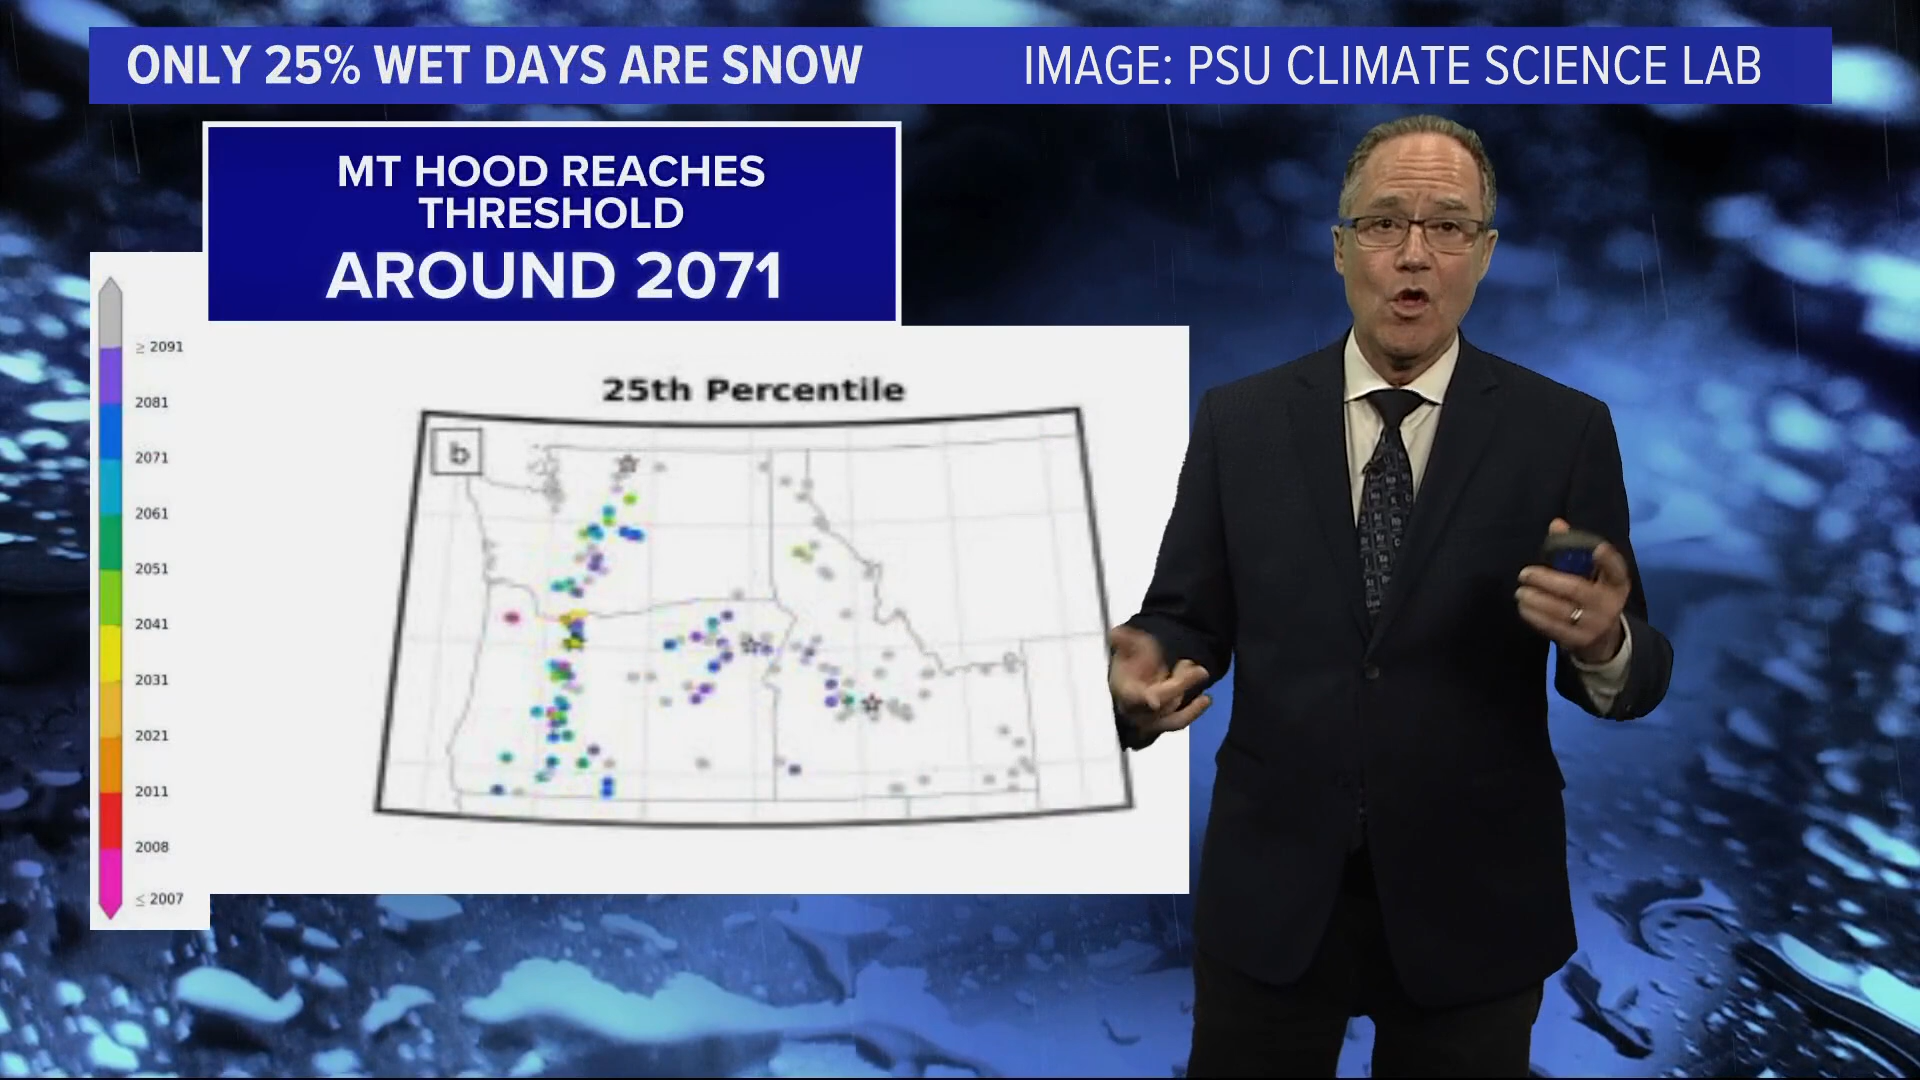 ONLY 25% WET DAYS ARE SNOW
IMAGE: PSU CLIMATE SCIENCE LAB
MT HOOD REACHES
THRESHOLD
AROUND 2071
≥ 2091
2081
2071
2061
2051
2041
2031
2021
2011
2008
≤ 2007
25th Percentile
b